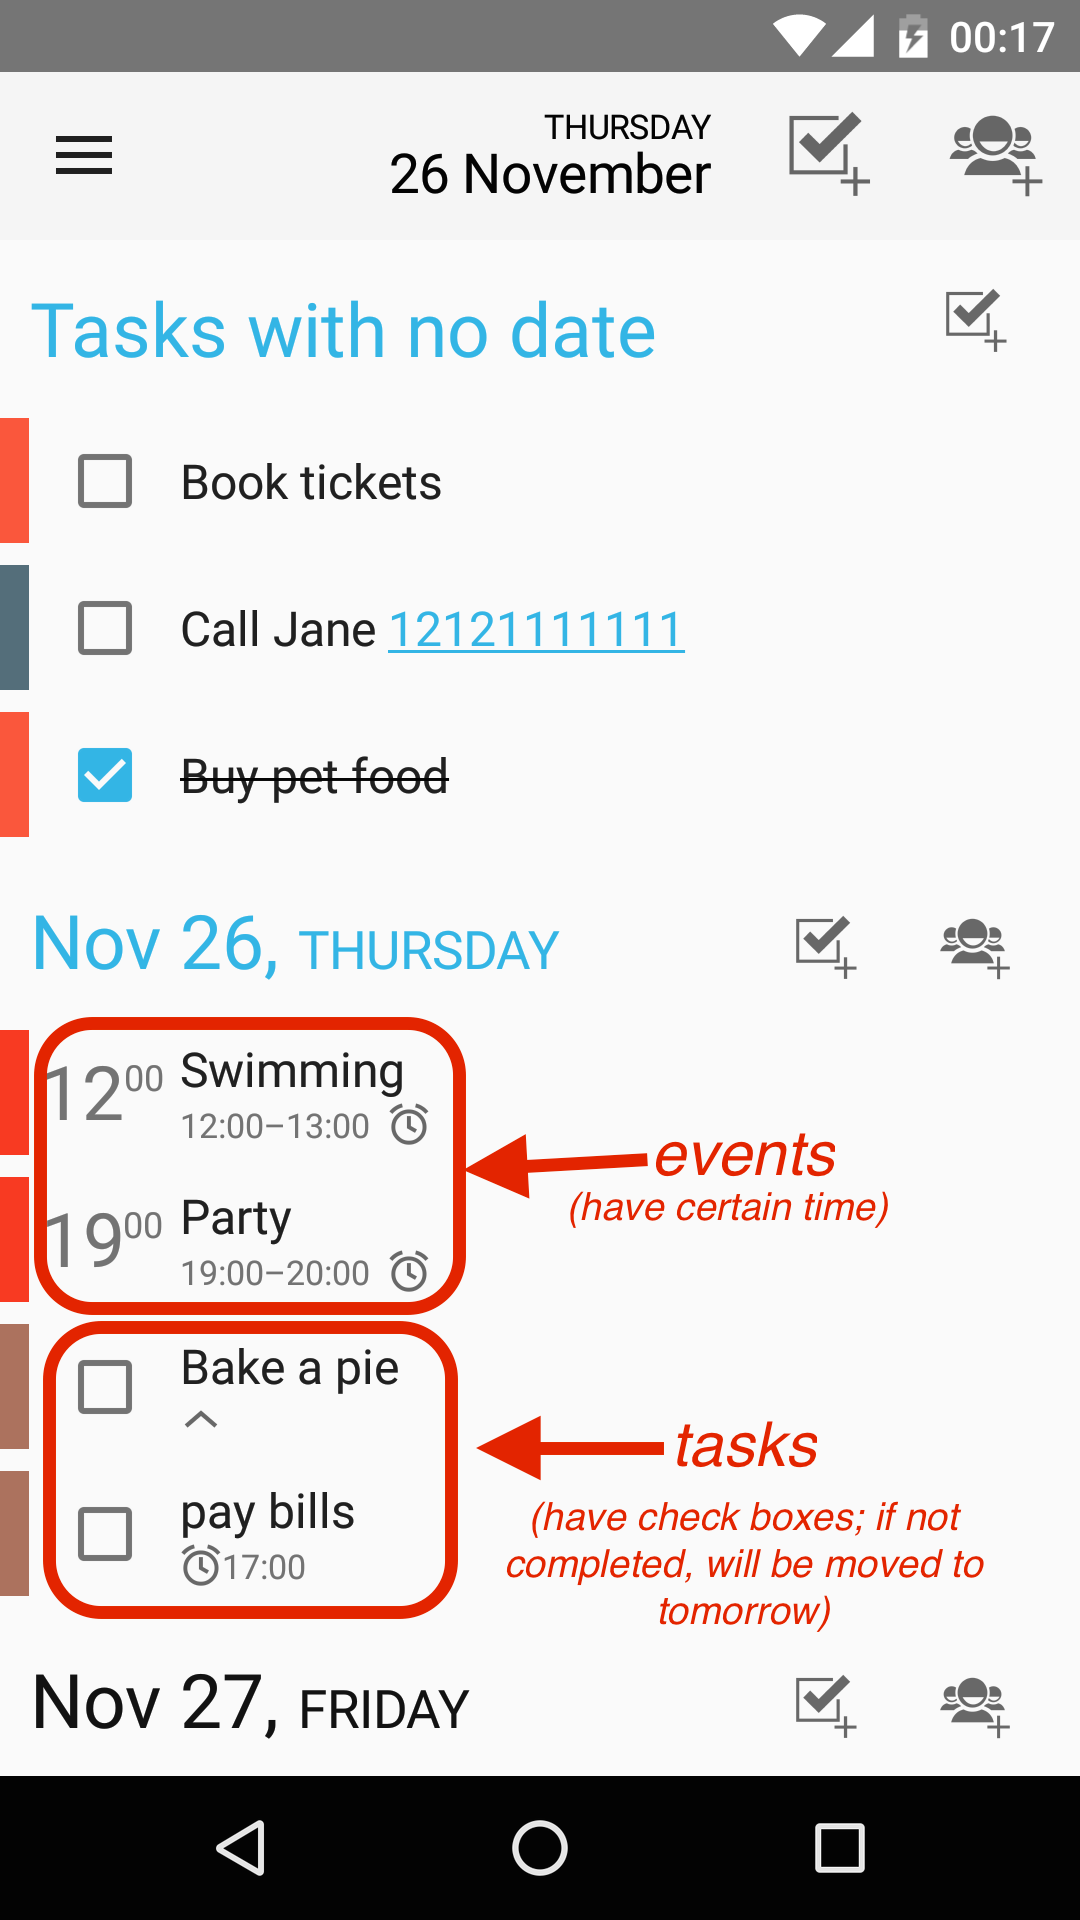 00:17
THURSDAY
26 November
Tasks with no date
Book tickets
Call Jane 12121111111
Buy pet food
Nov 26, THURSDAY
12 00 Swimming
12:00–13:00
events
(have certain time)
19 00 Party
19:00–20:00
Bake a pie
tasks
pay bills
17:00
(have check boxes; if not
completed, will be moved to
tomorrow)
Nov 27, FRIDAY